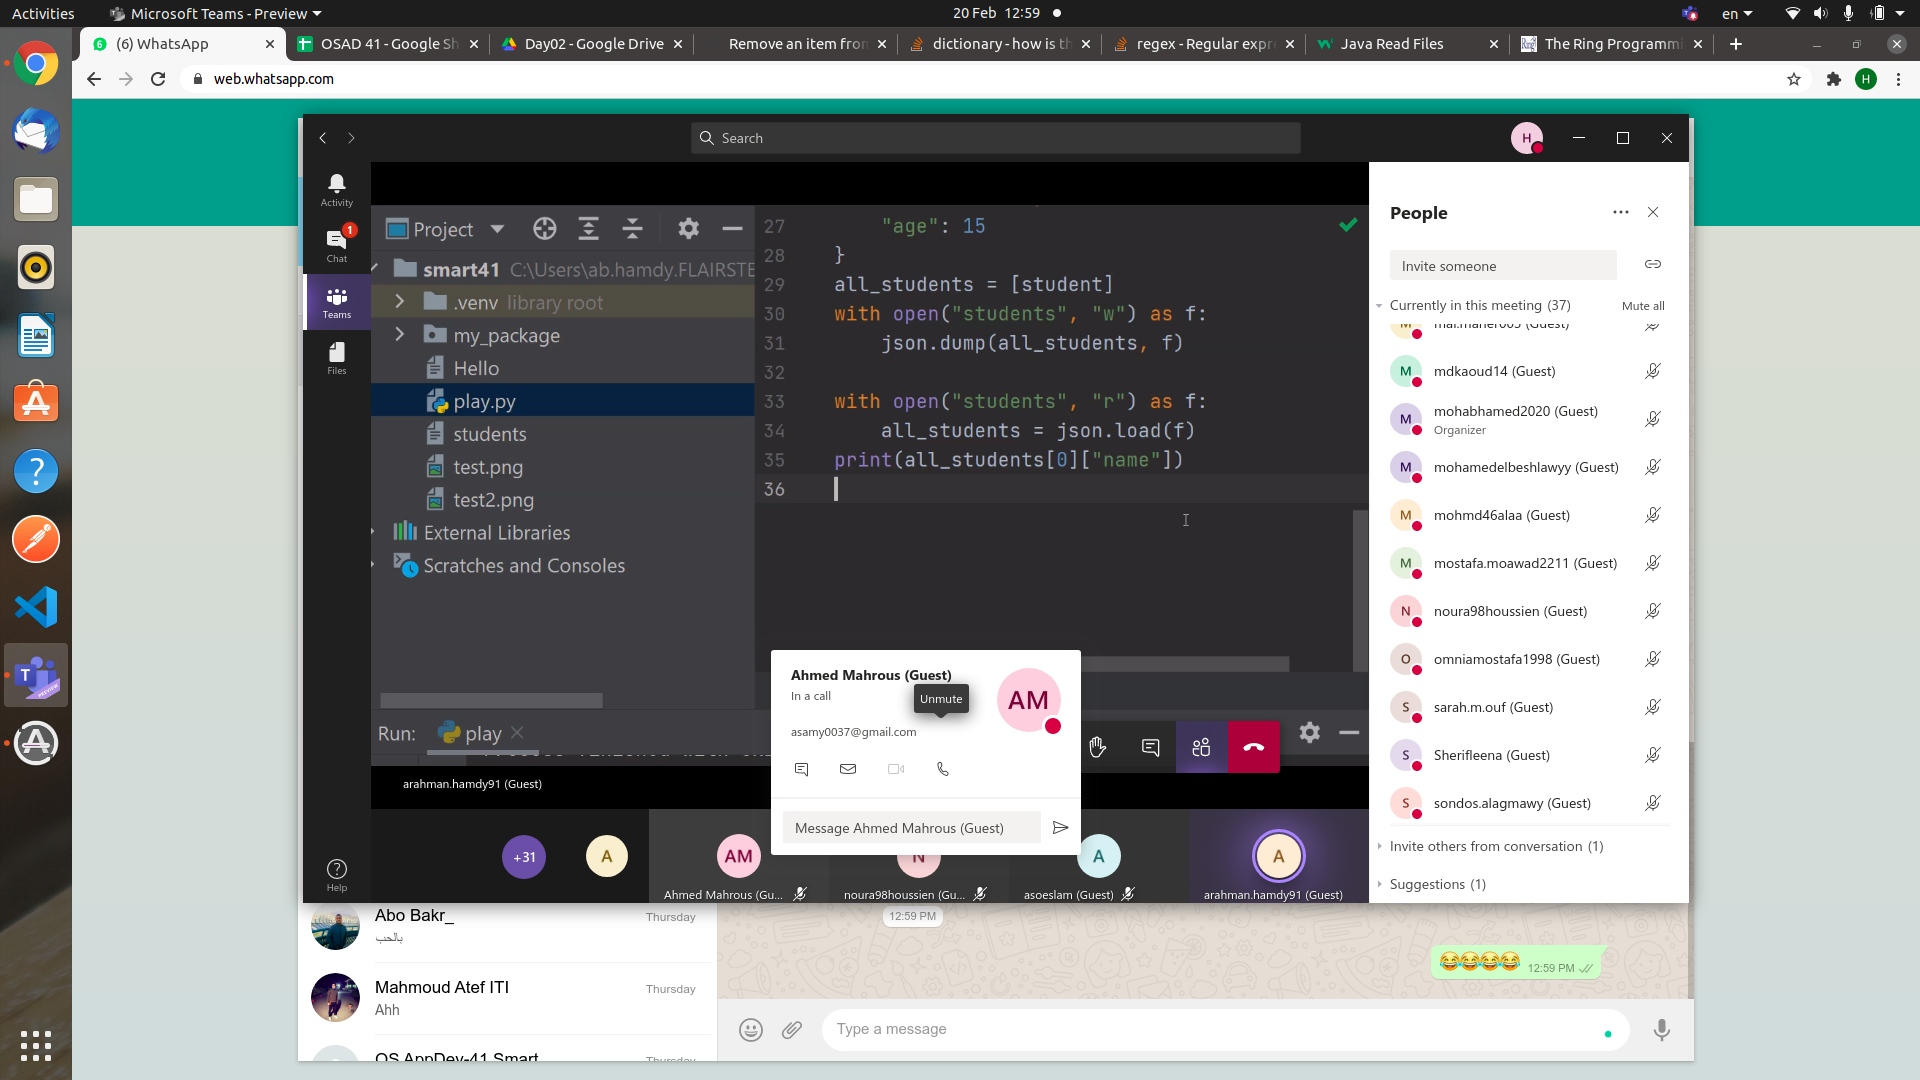 Activities
Microsoft Teams - Preview
20 Feb 12:59
en
(6) WhatsApp
OSAD 41 - Google Sh
Day02 - Google Drive
Remove an item from
dictionary - how is th
regex - Regular expre
Java Read Files
The Ring Programmi
web.whatsapp.com
H
Search
H
Activity
Chat
1
Teams
Files
Help
Project
smart41 C:\Users\ab.hamdy.FLAIRSTE
.venv library root
my_package
Hello
play.py
students
test.png
test2.png
External Libraries
Scratches and Consoles
27 "age": 15
28 }
29 all_students = [student]
30 with open("students", "w") as f:
31 json.dump(all_students, f)
32
33 with open("students", "r") as f:
34 all_students = json.load(f)
35 print(all_students[0]["name"])
36
Run: play
arahman.hamdy91 (Guest)
Ahmed Mahrous (Guest)
In a call
Unmute
AM
asamy0037@gmail.com
Message Ahmed Mahrous (Guest)
+31
A
AM
N
A
A
Ahmed Mahrous (Gu...
noura98houssien (Gu...
asoeslam (Guest)
arahman.hamdy91 (Guest)
People
Invite someone
Currently in this meeting (37)
Mute all
M mdkaoud14 (Guest)
M mohabhamed2020 (Guest)
Organizer
M mohamedelbeshlawyy (Guest)
M mohmd46alaa (Guest)
M mostafa.moawad2211 (Guest)
N noura98houssien (Guest)
O omniamostafa1998 (Guest)
S sarah.m.ouf (Guest)
S Sherifleena (Guest)
S sondos.alagmawy (Guest)
Invite others from conversation (1)
Suggestions (1)
Abo Bakr_
Thursday
بالحب
Mahmoud Atef ITI
Thursday
Ahh
OS AppDev-41 Smart
Thursday
12:59 PM
😂😂😂😂 12:59 PM
Type a message